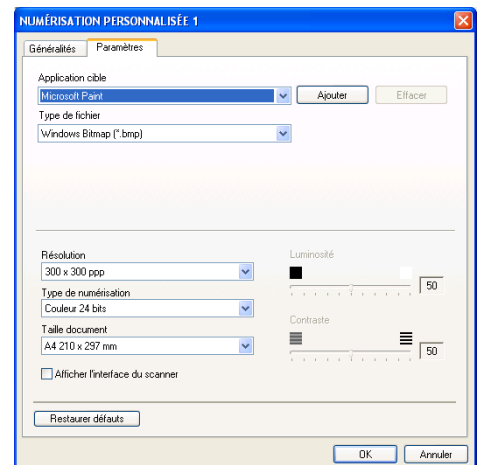 NUMÉRISATION PERSONNALISÉE 1
Généralités Paramètres
Application cible
Microsoft Paint Ajouter Effacer
Type de fichier
Windows Bitmap (*.bmp)
Résolution Luminosité
300 x 300 ppp
50
Type de numérisation
Couleur 24 bits
Contraste
Taille document
A4 210 x 297 mm
50
Afficher l'interface du scanner
Restaurer défauts
OK Annuler